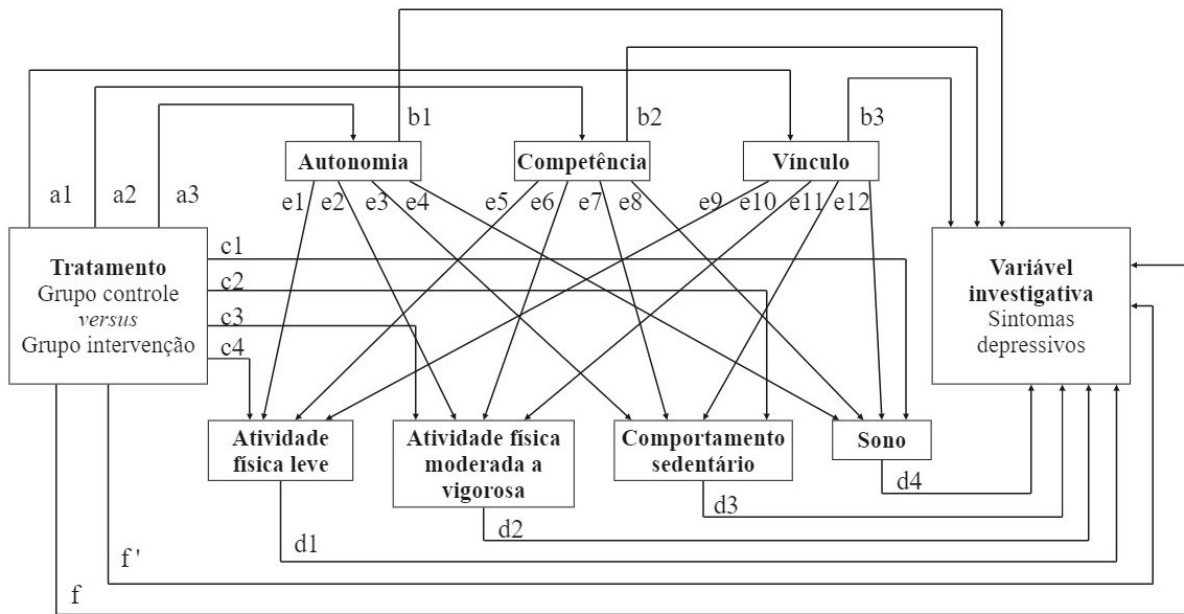 b1
b2
b3
Autonomia
Competência
Vínculo
a1
a2
a3
e1
e2
e3
e4
e5
e6
e7
e8
e9
e10
e11
e12
Tratamento
Grupo controle
versus
Grupo intervenção
c1
c2
c3
c4
Variável
investigativa
Sintomas
depressivos
Atividade
física leve
Atividade física
moderada a
vigorosa
Comportamento
sedentário
Sono
d4
d3
d2
d1
f '
f